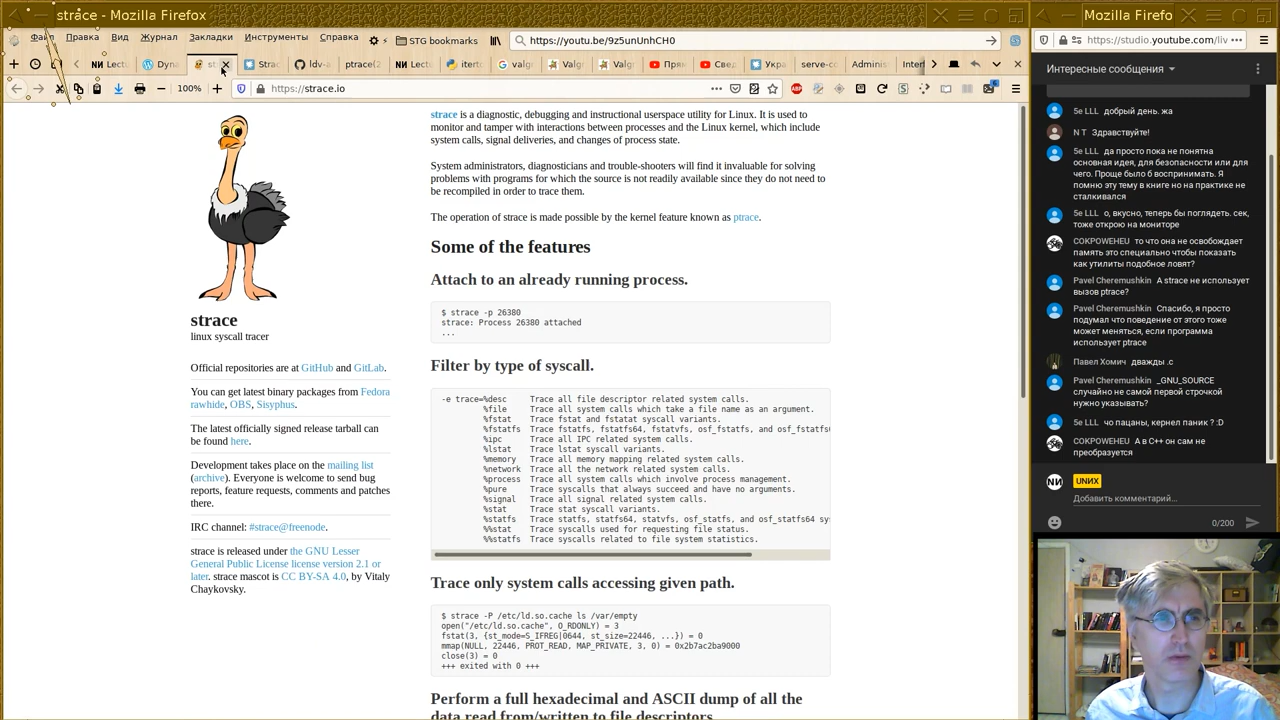 strace - Mozilla Firefox
Файл Правка Вид Журнал Закладки Инструменты Справка
STG bookmarks
https://youtu.be/9z5unUnhCH0
ptrace(2
100%
https://strace.io
strace is a diagnostic, debugging and instructional userspace utility for Linux. It is used to
monitor and tamper with interactions between processes and the Linux kernel, which include
system calls, signal deliveries, and changes of process state.
System administrators, diagnosticians and trouble-shooters will find it invaluable for solving
problems with programs for which the source is not readily available since they do not need to
be recompiled in order to trace them.
The operation of strace is made possible by the kernel feature known as ptrace.
Some of the features
Attach to an already running process.
$ strace -p 26380
strace: Process 26380 attached
...
Filter by type of syscall.
-e trace=%desc Trace all file descriptor related system calls.
%file Trace all system calls which take a file name as an argument.
%fstat Trace fstat and fstatat syscall variants.
%fstatfs Trace fstatfs, fstatfs64, fstatvfs, osf_fstatfs, and osf_fstatfs6
%ipc Trace all IPC related system calls.
%lstat Trace lstat syscall variants.
%memory Trace all memory mapping related system calls.
%network Trace all the network related system calls.
%process Trace all system calls which involve process management.
%pure Trace syscalls that always succeed and have no arguments.
%signal Trace all signal related system calls.
%stat Trace stat syscall variants.
%statfs Trace statfs, statfs64, statvfs, osf_statfs, and osf_statfs64 sys
%%stat Trace syscalls used for requesting file status.
%%statfs Trace syscalls related to file system statistics.
Trace only system calls accessing given path.
$ strace -P /etc/ld.so.cache ls /var/empty
open("/etc/ld.so.cache", O_RDONLY) = 3
fstat(3, {st_mode=S_IFREG|0644, st_size=22446, ...}) = 0
mmap(NULL, 22446, PROT_READ, MAP_PRIVATE, 3, 0) = 0x2b7ac2ba9000
close(3) = 0
+++ exited with 0 +++
Perform a full hexadecimal and ASCII dump of all the
data read from/written to file descriptors
strace
linux syscall tracer
Official repositories are at GitHub and GitLab.
You can get latest binary packages from Fedora
rawhide, OBS, Sisyphus.
The latest officially signed release tarball can
be found here.
Development takes place on the mailing list
(archive). Everyone is welcome to send bug
reports, feature requests, comments and patches
there.
IRC channel: #strace@freenode.
strace is released under the GNU Lesser
General Public License license version 2.1 or
later. strace mascot is CC BY-SA 4.0, by Vitaly
Chaykovsky.
Mozilla Firefo
https://studio.youtube.com/liv
Интересные сообщения
5e LLL добрый день. жа
N T Здравствуйте!
5e LLL да просто пока не понятна
основная идея, для безопасности или для
чего. Проще было б воспринимать. Я
помню эту тему в книге но на практике не
сталкивался
5e LLL о, вкусно, теперь бы поглядеть. сек,
тоже открою на мониторе
COKPOWEHEU то что она не освобождает
память это специально чтобы показать
как утилиты подобное ловят?
Pavel Cheremushkin А strace не использует
вызов ptrace?
Pavel Cheremushkin Спасибо, я просто
подумал что поведение от этого тоже
может меняться, если программа
использует ptrace
Павел Хомич дважды .c
Pavel Cheremushkin _GNU_SOURCE
случайно не самой первой строчкой
нужно указывать?
5e LLL чо пацаны, кернел паник ? :D
COKPOWEHEU А в C++ он сам не
преобразуется
UNИX
Добавить комментарий...
0/200